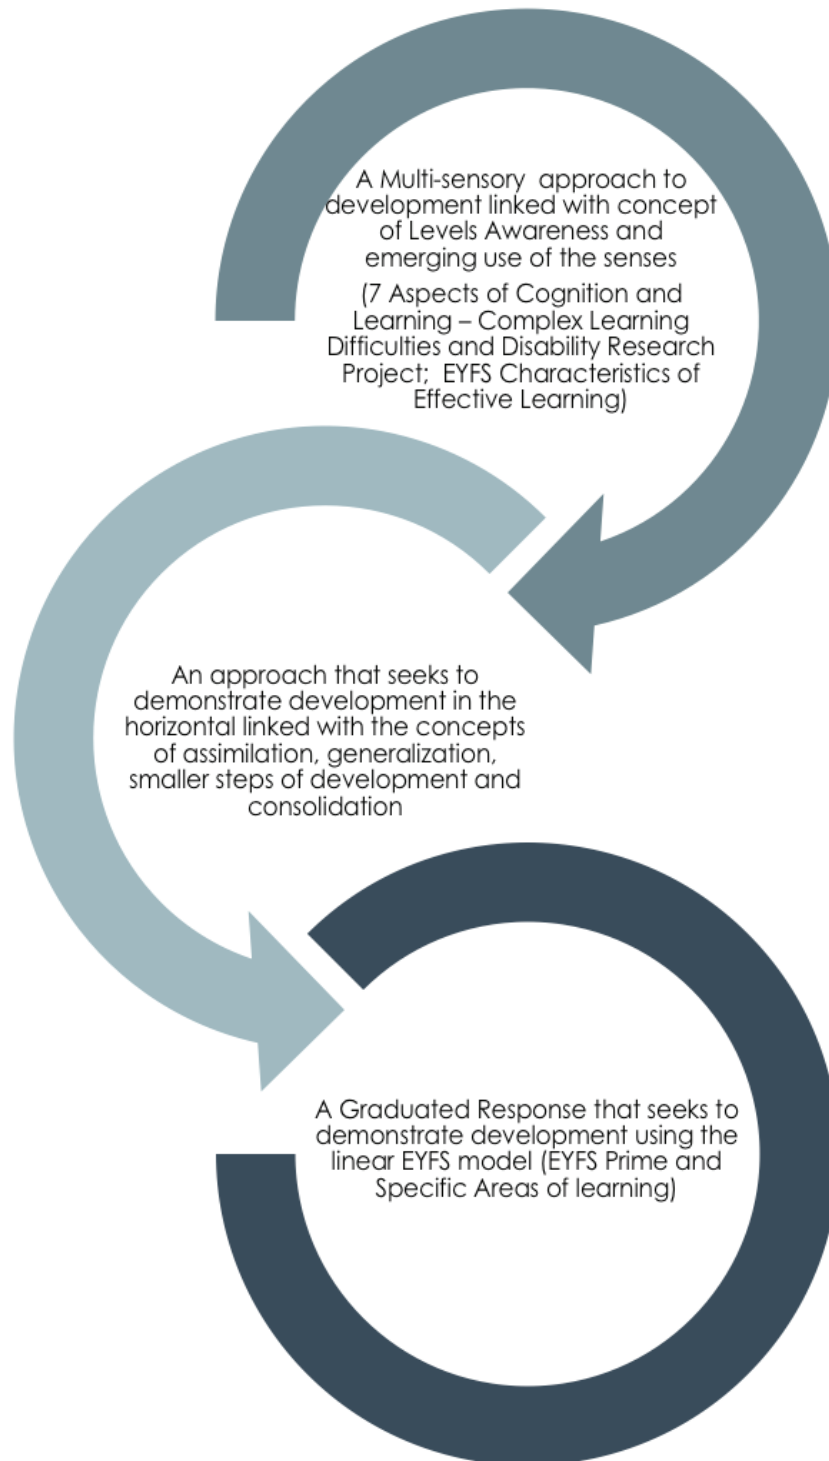 A Multi-sensory  approach to
development linked with concept
of Levels Awareness and
emerging use of the senses
(7 Aspects of Cognition and
Learning – Complex Learning
Difficulties and Disability Research
Project;  EYFS Characteristics of
Effective Learning)
An approach that seeks to
demonstrate development in the
horizontal linked with the concepts
of assimilation, generalization,
smaller steps of development and
consolidation
A Graduated Response that seeks to
demonstrate development using the
linear EYFS model (EYFS Prime and
Specific Areas of learning)